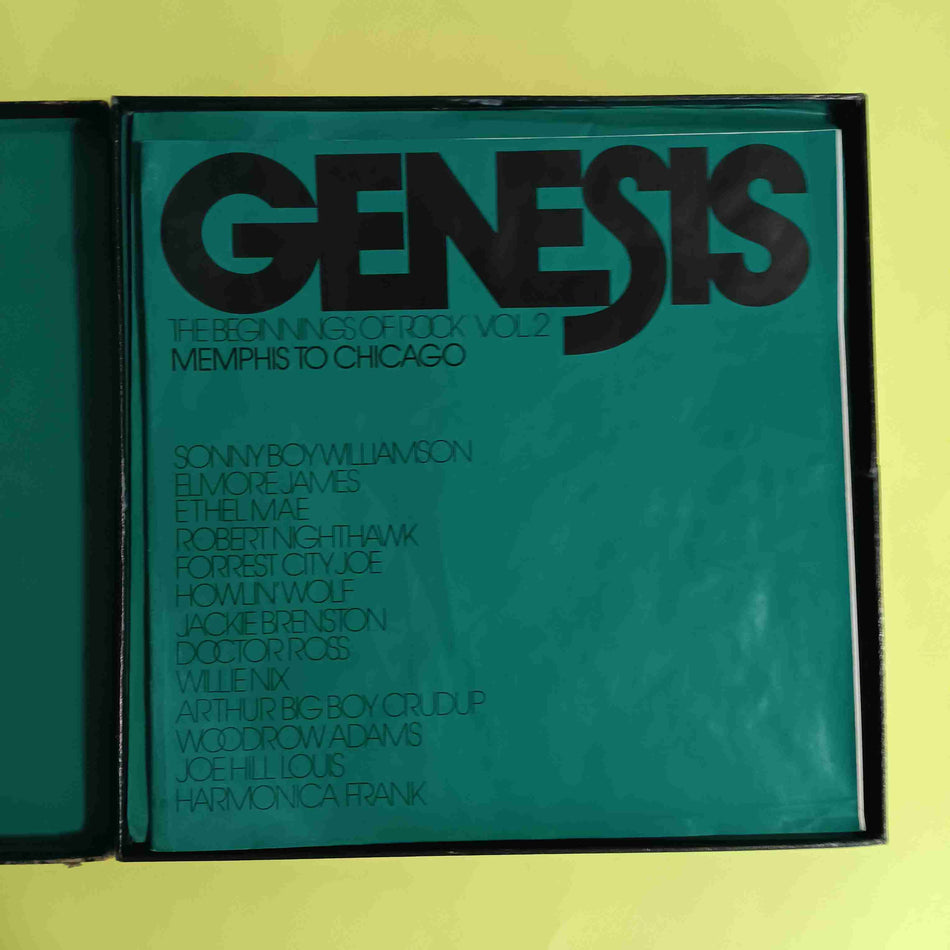 GENESIS
THE BEGINNINGS OF ROCK VOL.2
MEMPHIS TO CHICAGO
SONNY BOY WILLIAMSON
ELMORE JAMES
ETHEL MAE
ROBERT NIGHTHAWK
FORREST CITY JOE
HOWLIN' WOLF
JACKIE BRENSTON
DOCTOR ROSS
WILLIE NIX
ARTHUR BIG BOY CRUDUP
WOODROW ADAMS
JOE HILL LOUIS
HARMONICA FRANK